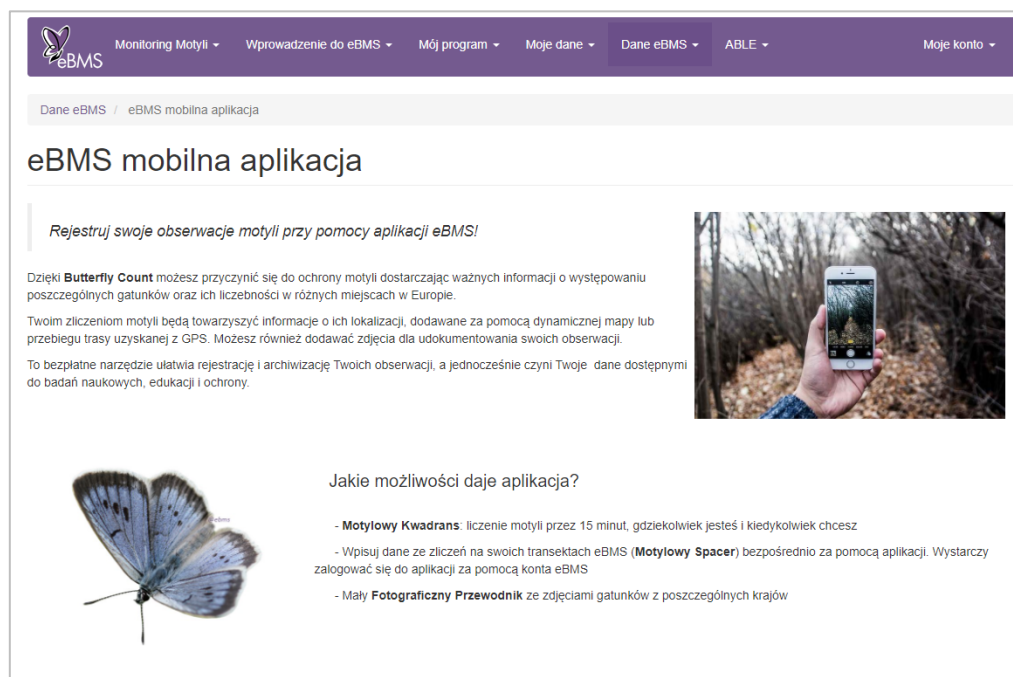 eBMS
Monitoring Motyli
Wprowadzenie do eBMS
Mój program
Moje dane
Dane eBMS
ABLE
Moje konto
Dane eBMS / eBMS mobilna aplikacja
eBMS mobilna aplikacja
Rejestruj swoje obserwacje motyli przy pomocy aplikacji eBMS!
Dzięki Butterfly Count możesz przyczynić się do ochrony motyli dostarczając ważnych informacji o występowaniu
poszczególnych gatunków oraz ich liczebności w różnych miejscach w Europie.
Twoim zliczeniom motyli będą towarzyszyć informacje o ich lokalizacji, dodawane za pomocą dynamicznej mapy lub
przebiegu trasy uzyskanej z GPS. Możesz również dodawać zdjęcia dla udokumentowania swoich obserwacji.
To bezpłatne narzędzie ułatwia rejestrację i archiwizację Twoich obserwacji, a jednocześnie czyni Twoje dane dostępnymi
do badań naukowych, edukacji i ochrony.
Jakie możliwości daje aplikacja?
- Motylowy Kwadrans: liczenie motyli przez 15 minut, gdziekolwiek jesteś i kiedykolwiek chcesz
- Wpisuj dane ze zliczeń na swoich transektach eBMS (Motylowy Spacer) bezpośrednio za pomocą aplikacji. Wystarczy
zalogować się do aplikacji za pomocą konta eBMS
- Mały Fotograficzny Przewodnik ze zdjęciami gatunków z poszczególnych krajów